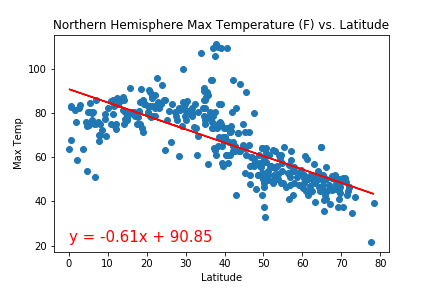 Northern Hemisphere Max Temperature (F) vs. Latitude
Max Temp
100
80
60
40
20
y = -0.61x + 90.85
0 10 20 30 40 50 60 70 80
Latitude